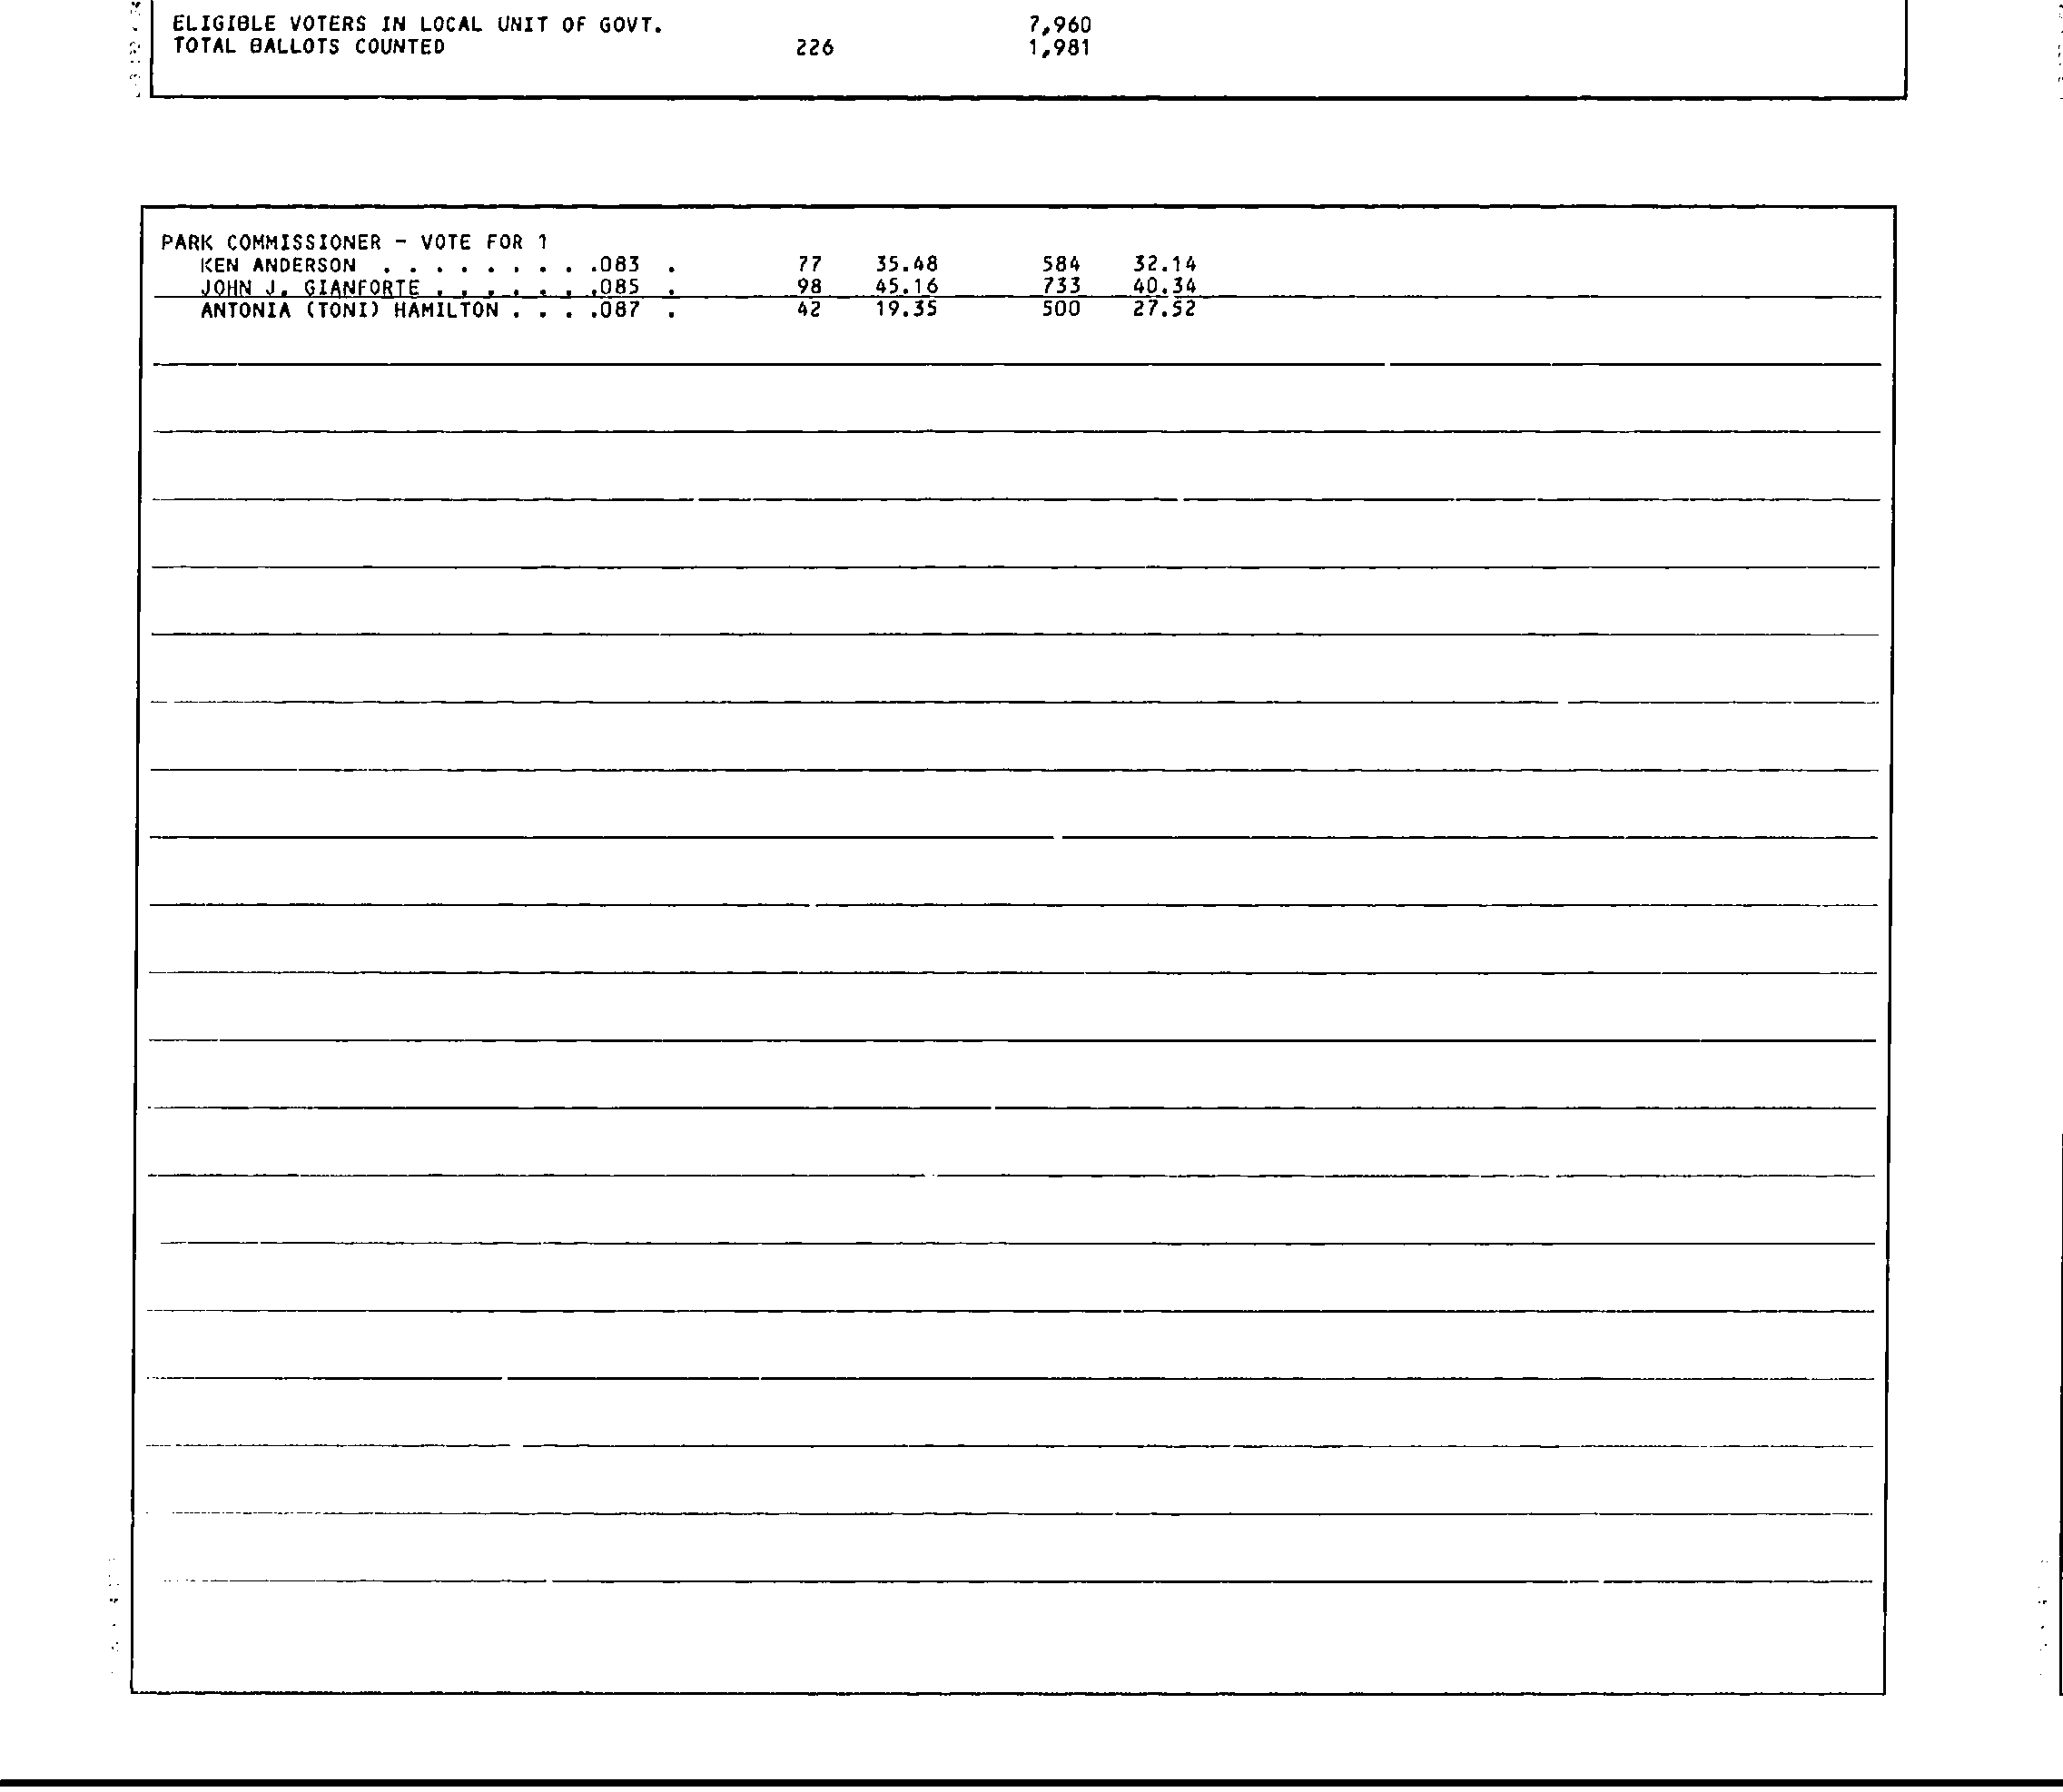 ELIGIBLE VOTERS IN LOCAL UNIT OF GOVT. 7,960
TOTAL BALLOTS COUNTED 226 1,981
PARK COMMISSIONER - VOTE FOR 1
KEN ANDERSON . . . . . . . . .083 . 77 35.48 584 32.14
JOHN J. GIANFORTE . . . . . . .085 . 98 45.16 733 40.34
ANTONIA (TONI) HAMILTON . . . .087 . 42 19.35 500 27.52